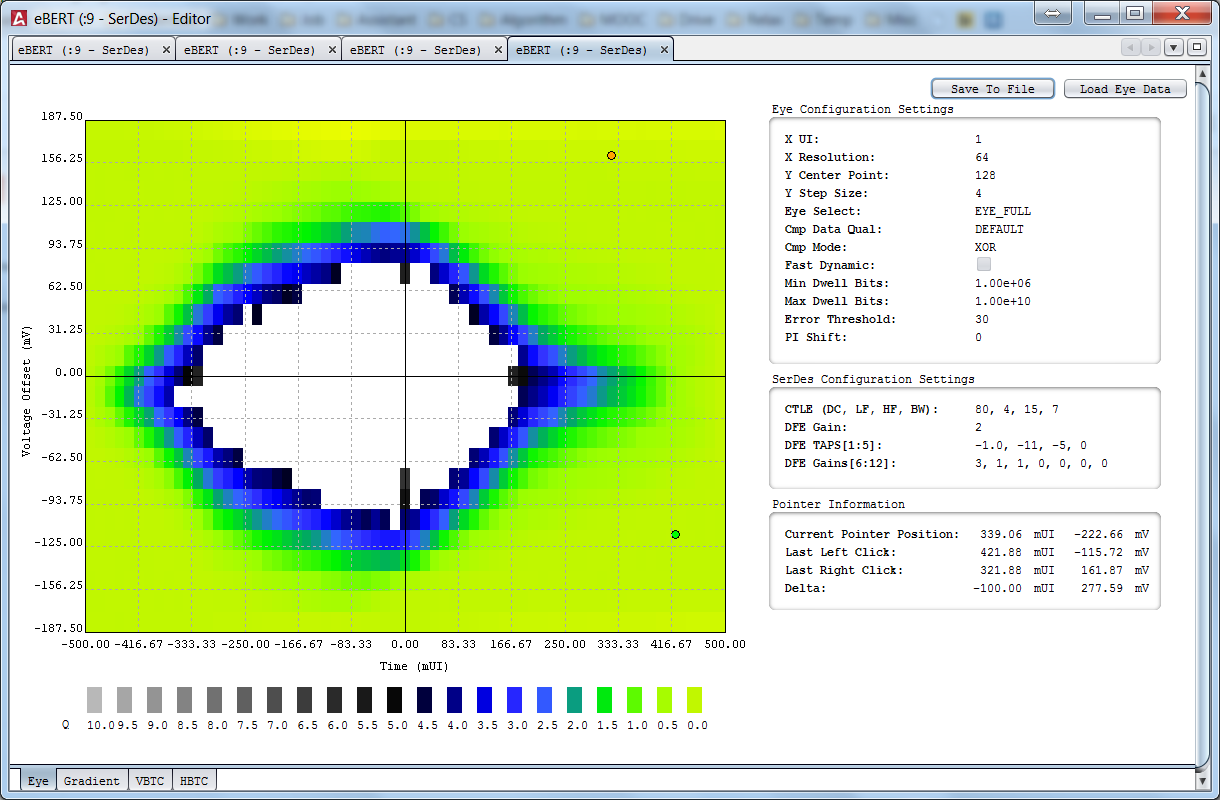 eBERT (:9 - SerDes) - Editor
eBERT (:9 - SerDes) eBERT (:9 - SerDes) eBERT (:9 - SerDes) eBERT (:9 - SerDes)
Save To File Load Eye Data
Eye Configuration Settings
X UI: 1
X Resolution: 64
Y Center Point: 128
Y Step Size: 4
Eye Select: EYE_FULL
Cmp Data Qual: DEFAULT
Cmp Mode: XOR
Fast Dynamic:
Min Dwell Bits: 1.00e+06
Max Dwell Bits: 1.00e+10
Error Threshold: 30
PI Shift: 0
SerDes Configuration Settings
CTLE (DC, LF, HF, BW): 80, 4, 15, 7
DFE Gain: 2
DFE TAPS[1:5]: -1.0, -11, -5, 0
DFE Gains[6:12]: 3, 1, 1, 0, 0, 0, 0
Pointer Information
Current Pointer Position: 339.06 mUI -222.66 mV
Last Left Click: 421.88 mUI -115.72 mV
Last Right Click: 321.88 mUI 161.87 mV
Delta: -100.00 mUI 277.59 mV
187.50
156.25
125.00
93.75
62.50
31.25
0.00
-31.25
-62.50
-93.75
-125.00
-156.25
-187.50
Voltage Offset (mV)
-500.00 -416.67 -333.33 -250.00 -166.67 -83.33 0.00 83.33 166.67 250.00 333.33 416.67 500.00
Time (mUI)
Q 10.0 9.5 9.0 8.5 8.0 7.5 7.0 6.5 6.0 5.5 5.0 4.5 4.0 3.5 3.0 2.5 2.0 1.5 1.0 0.5 0.0
Eye Gradient VBTC HBTC